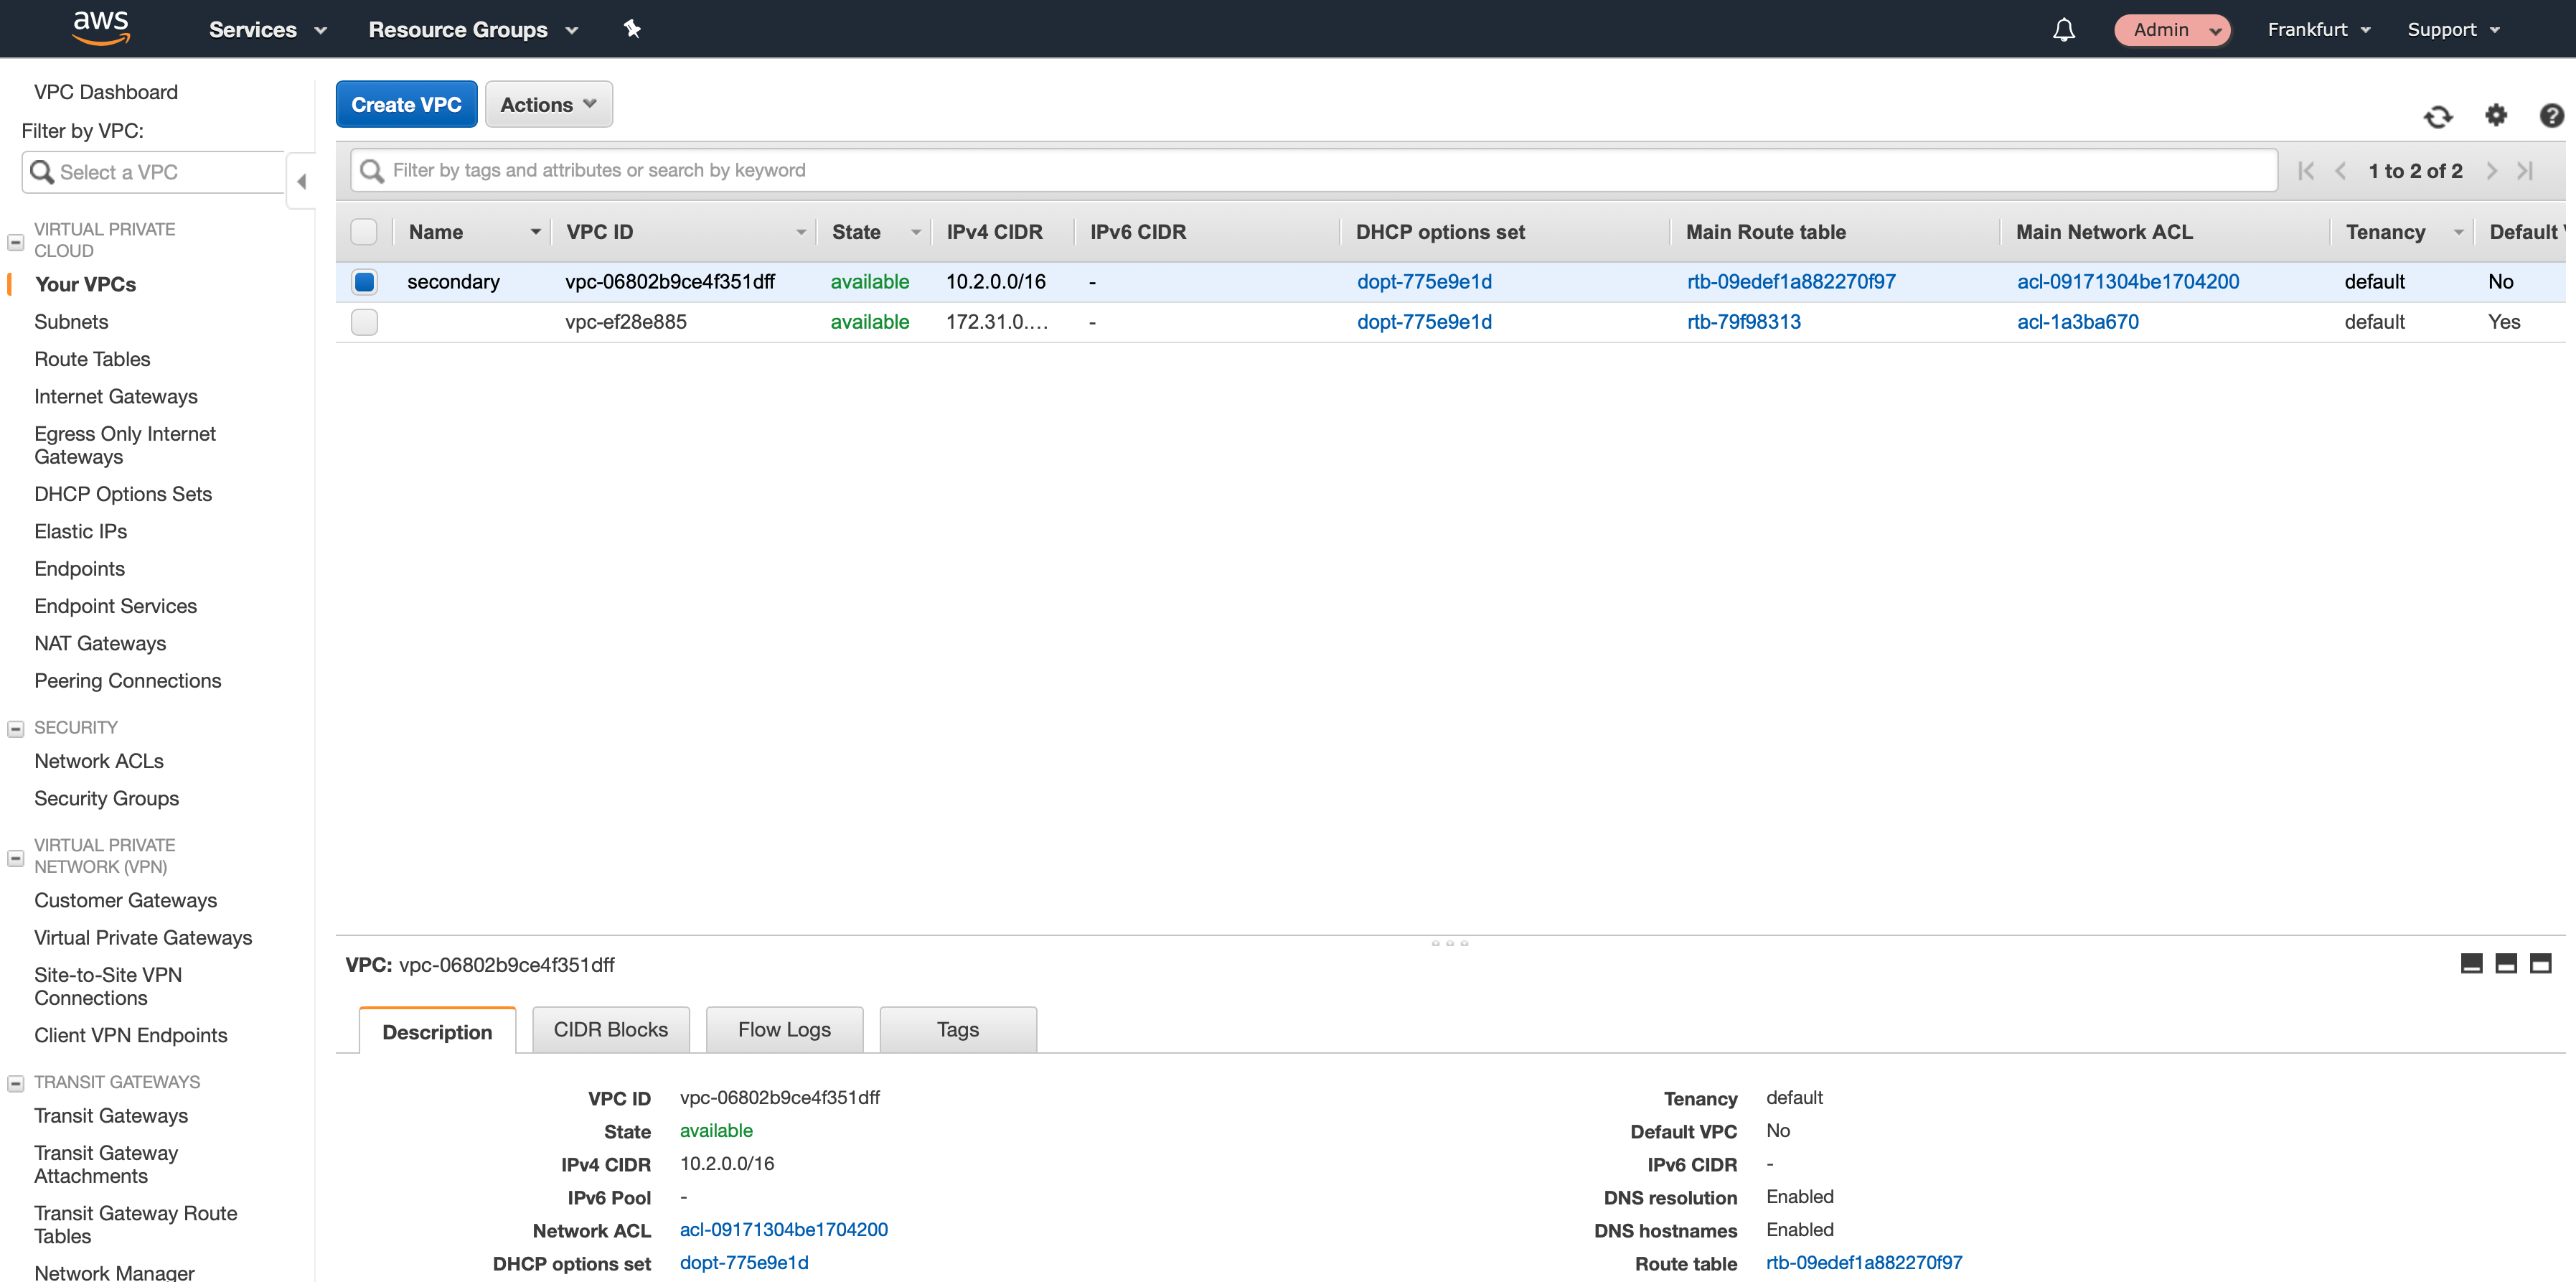 aws Services Resource Groups Admin Frankfurt Support
VPC Dashboard
Filter by VPC:
Select a VPC
VIRTUAL PRIVATE
CLOUD
Your VPCs
Subnets
Route Tables
Internet Gateways
Egress Only Internet
Gateways
DHCP Options Sets
Elastic IPs
Endpoints
Endpoint Services
NAT Gateways
Peering Connections
SECURITY
Network ACLs
Security Groups
VIRTUAL PRIVATE
NETWORK (VPN)
Customer Gateways
Virtual Private Gateways
Site-to-Site VPN
Connections
Client VPN Endpoints
TRANSIT GATEWAYS
Transit Gateways
Transit Gateway
Attachments
Transit Gateway Route
Tables
Network Manager
Create VPC Actions
Filter by tags and attributes or search by keyword 1 to 2 of 2
Name VPC ID State IPv4 CIDR IPv6 CIDR DHCP options set Main Route table Main Network ACL Tenancy Default
secondary vpc-06802b9ce4f351dff available 10.2.0.0/16 - dopt-775e9e1d rtb-09edef1a882270f97 acl-09171304be1704200 default No
vpc-ef28e885 available 172.31.0.... - dopt-775e9e1d rtb-79f98313 acl-1a3ba670 default Yes
VPC: vpc-06802b9ce4f351dff
Description CIDR Blocks Flow Logs Tags
VPC ID vpc-06802b9ce4f351dff
State available
IPv4 CIDR 10.2.0.0/16
IPv6 Pool -
Network ACL acl-09171304be1704200
DHCP options set dopt-775e9e1d
Tenancy default
Default VPC No
IPv6 CIDR -
DNS resolution Enabled
DNS hostnames Enabled
Route table rtb-09edef1a882270f97